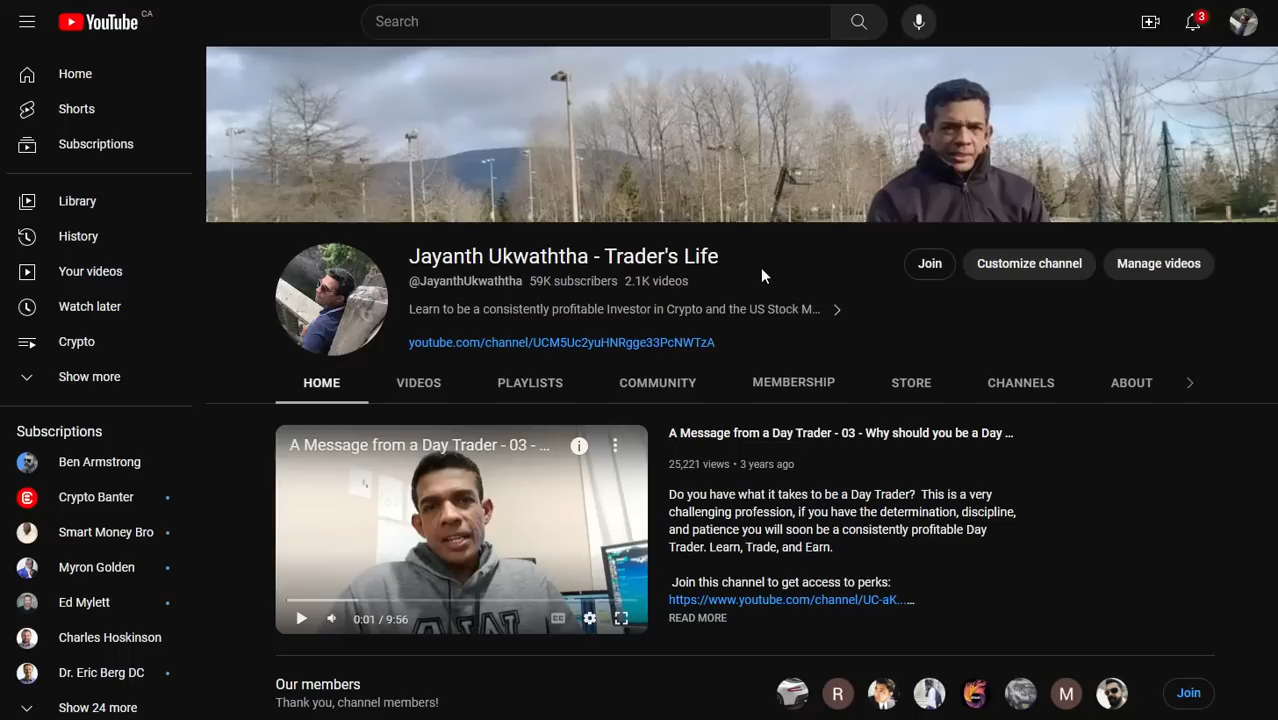 YouTube CA
Search
3
Home
Shorts
Subscriptions
Library
History
Your videos
Watch later
Crypto
Show more
Subscriptions
Ben Armstrong
Crypto Banter
Smart Money Bro
Myron Golden
Ed Mylett
Charles Hoskinson
Dr. Eric Berg DC
Show 24 more
Jayanth Ukwaththa - Trader's Life
@JayanthUkwaththa 59K subscribers 2.1K videos
Learn to be a consistently profitable Investor in Crypto and the US Stock M...
youtube.com/channel/UCM5Uc2yuHNRgge33PcNWTzA
Join
Customize channel
Manage videos
HOME VIDEOS PLAYLISTS COMMUNITY MEMBERSHIP STORE CHANNELS ABOUT
A Message from a Day Trader - 03 - ...
0:01 / 9:56
CC
A Message from a Day Trader - 03 - Why should you be a Day ...
25,221 views • 3 years ago
Do you have what it takes to be a Day Trader? This is a very
challenging profession, if you have the determination, discipline,
and patience you will soon be a consistently profitable Day
Trader. Learn, Trade, and Earn.
Join this channel to get access to perks:
https://www.youtube.com/channel/UC-aK...…
READ MORE
Our members
Thank you, channel members!
R
M
Join